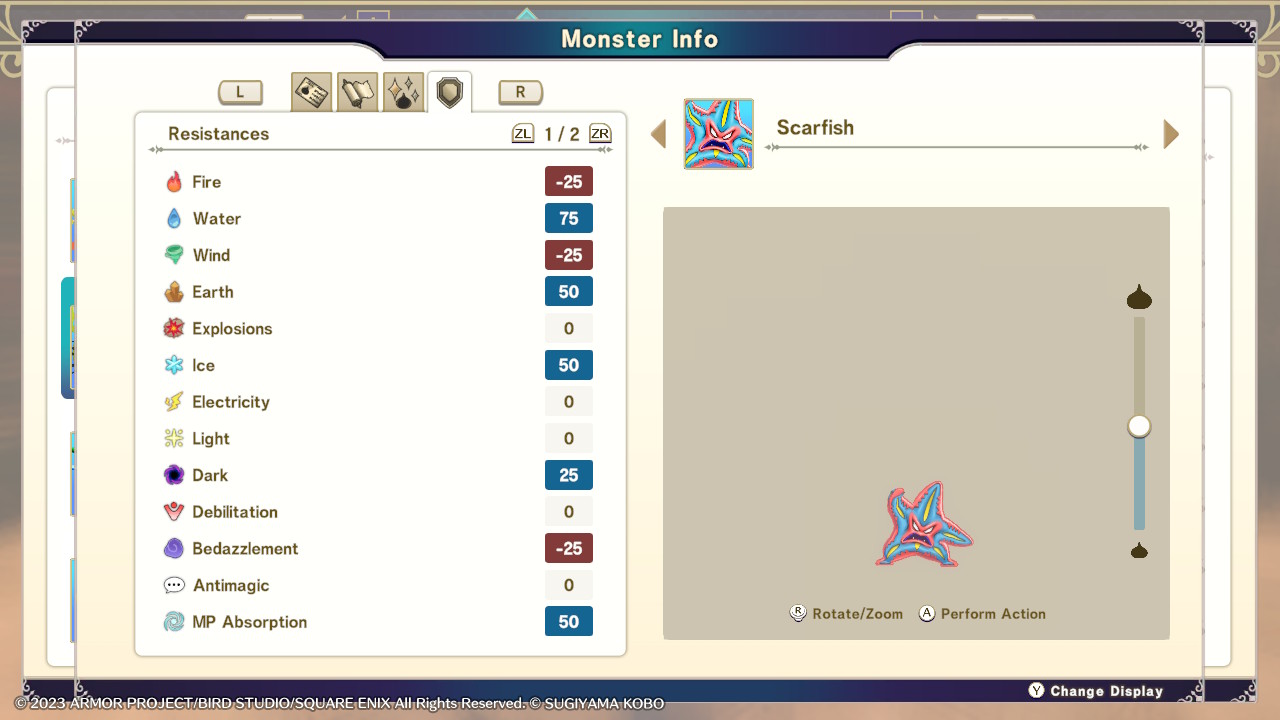 Monster Info
L R
Resistances ZL 1 / 2 ZR
Scarfish
Fire -25
Water 75
Wind -25
Earth 50
Explosions 0
Ice 50
Electricity 0
Light 0
Dark 25
Debilitation 0
Bedazzlement -25
Antimagic 0
MP Absorption 50
R Rotate/Zoom A Perform Action
Y Change Display
© 2023 ARMOR PROJECT/BIRD STUDIO/SQUARE ENIX All Rights Reserved. © SUGIYAMA KOBO